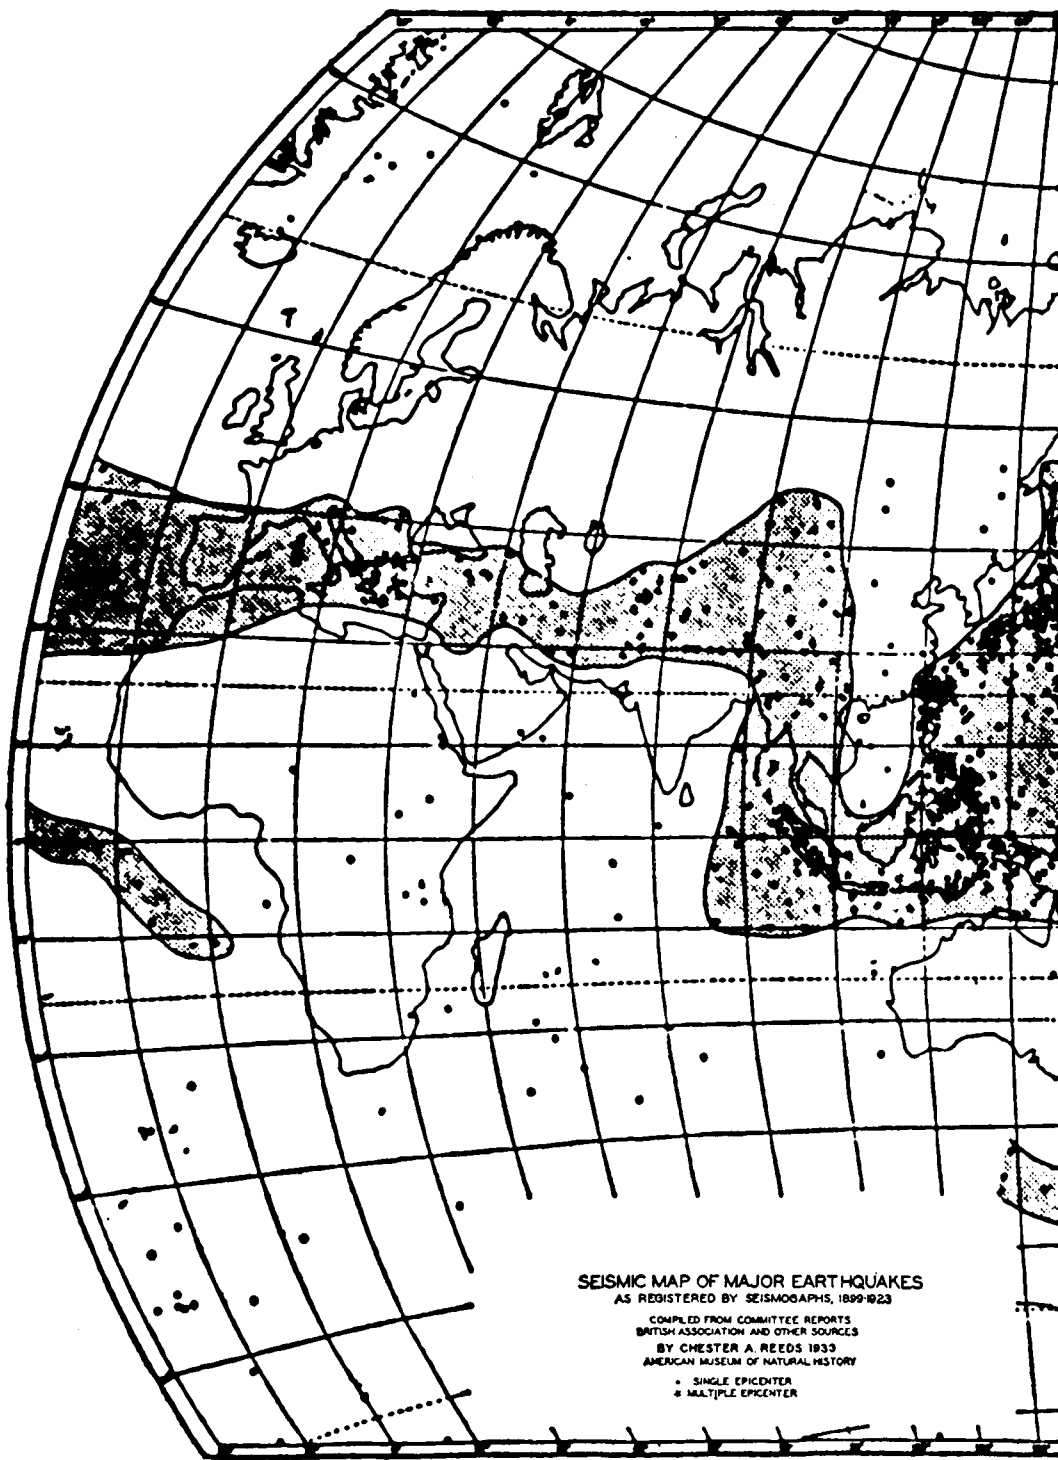 SEISMIC MAP OF MAJOR EARTHQUAKES
AS REGISTERED BY SEISMOGAPHS, 1899-1923
COMPILED FROM COMMITTEE REPORTS
BRITISH ASSOCIATION AND OTHER SOURCES
BY CHESTER A. REEDS 1933
AMERICAN MUSEUM OF NATURAL HISTORY
SINGLE EPICENTER
MULTIPLE EPICENTER